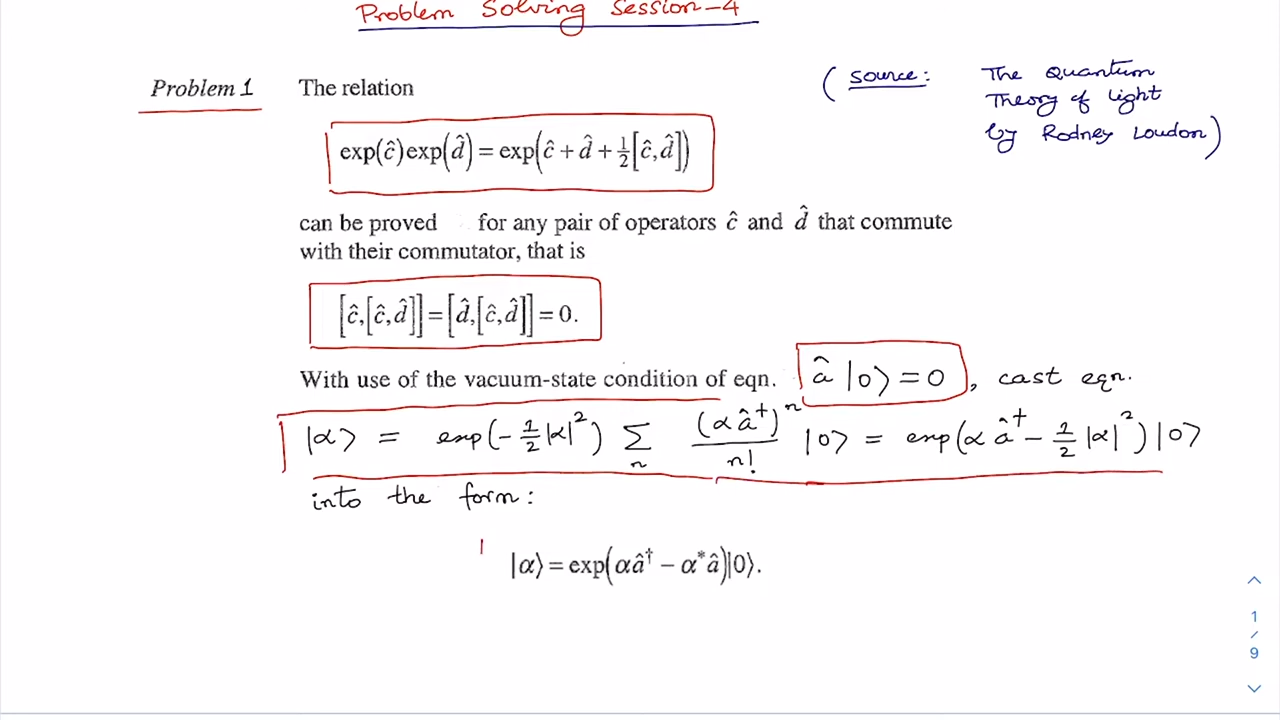 Problem Solving Session-4
Problem 1 The relation
(source: The Quantum
Theory of light
by Rodney Loudon)
exp(ĉ)exp(d̂) = exp(ĉ + d̂ + ½[ĉ,d̂])
can be proved for any pair of operators ĉ and d̂ that commute
with their commutator, that is
[ĉ,[ĉ,d̂]] = [d̂,[ĉ,d̂]] = 0.
With use of the vacuum-state condition of eqn. â |0⟩ = 0, cast eqn.
|α⟩ = exp(-½|α|²) Σₙ (αâ†)ⁿ/n! |0⟩ = exp(αâ† - ½|α|²)|0⟩
into the form:
|α⟩ = exp(αâ† − α*â)|0⟩.
1
/
9